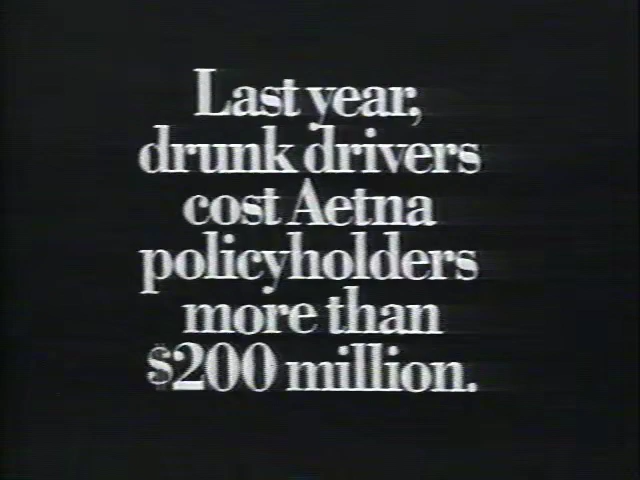 Last year,
drunk drivers
cost Aetna
policyholders
more than
$200 million.